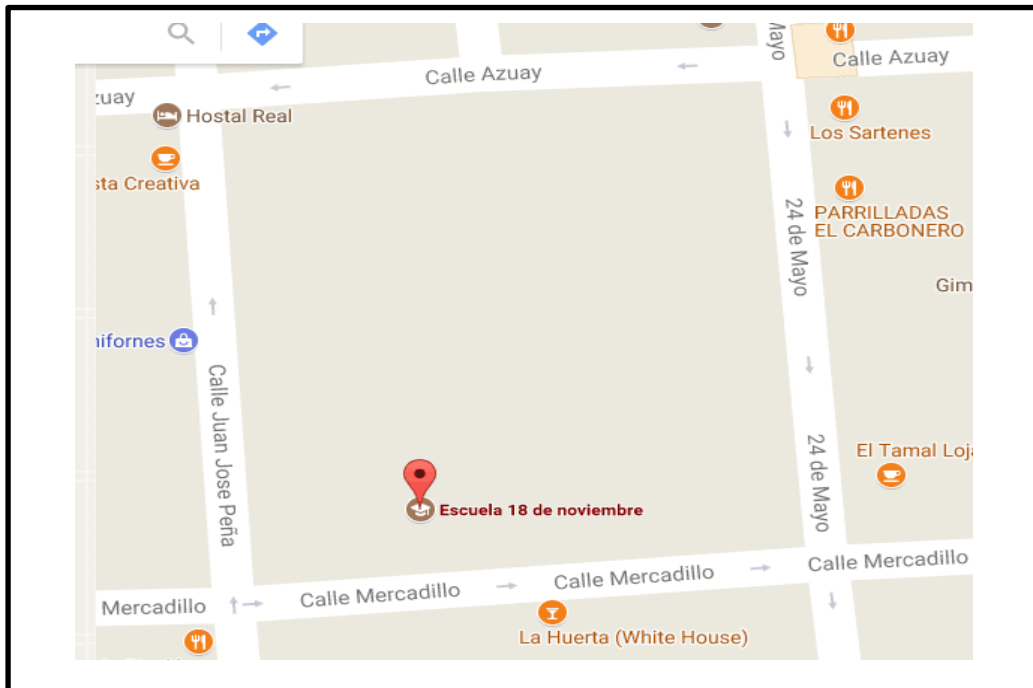 Mayo
Calle Azuay
Calle Azuay
zuay
Hostal Real
Los Sartenes
sta Creativa
24 de Mayo
PARRILLADAS
EL CARBONERO
Gim
nifornes
Calle Juan Jose Peña
24 de Mayo
El Tamal Loja
Escuela 18 de noviembre
Calle Mercadillo
Calle Mercadillo
Calle Mercadillo
Mercadillo
La Huerta (White House)